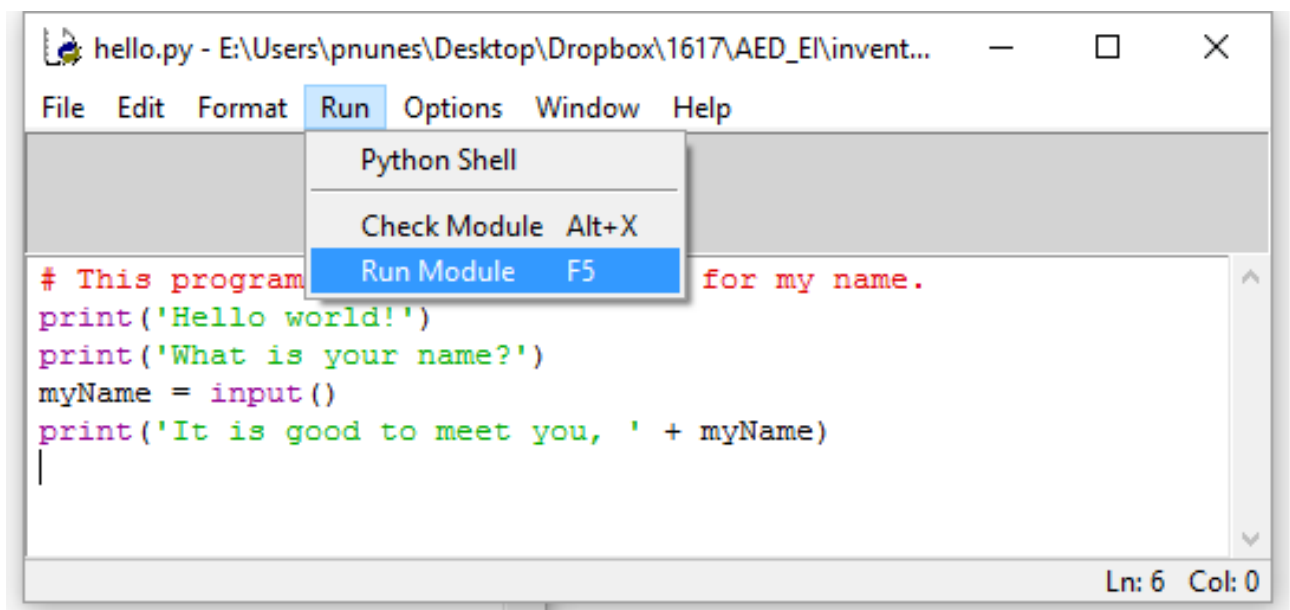 hello.py - E:\Users\pnunes\Desktop\Dropbox\1617\AED_EI\invent...
File Edit Format Run Options Window Help
Python Shell
Check Module Alt+X
Run Module F5
# This program for my name.
print('Hello world!')
print('What is your name?')
myName = input()
print('It is good to meet you, ' + myName)
Ln: 6 Col: 0